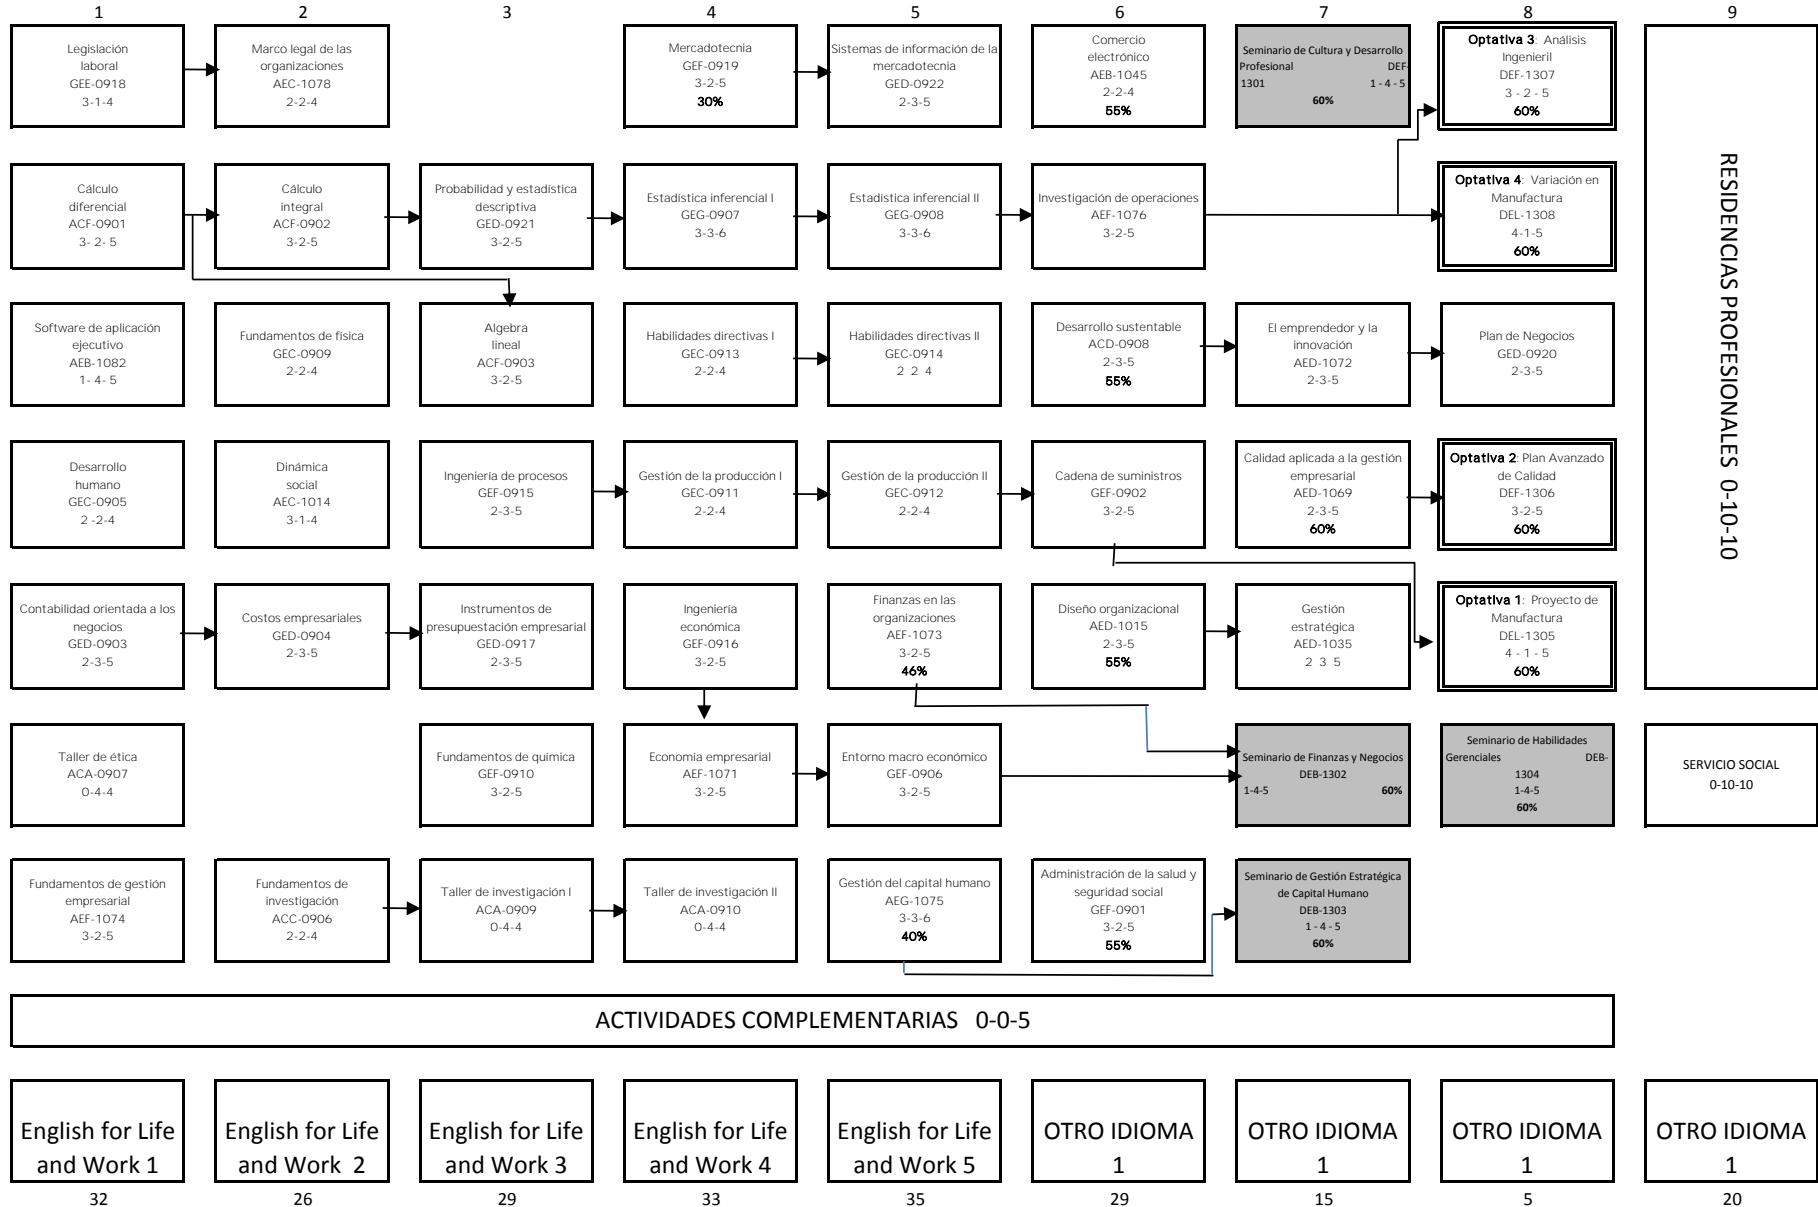 1 2 3 4 5 6 7 8 9
Legislación
laboral
GEE-0918
3-1-4
Marco legal de las
organizaciones
AEC-1078
2-2-4
Mercadotecnia
GEF-0919
3-2-5
30%
Sistemas de información de la
mercadotecnia
GED-0922
2-3-5
Comercio
electrónico
AEB-1045
2-2-4
55%
Seminario de Cultura y Desarrollo
Profesional DEF-
1301 1 - 4 - 5
60%
Optativa 3: Análisis
Ingenieril
DEF-1307
3 - 2 - 5
60%
RESIDENCIAS PROFESIONALES 0-10-10
Cálculo
diferencial
ACF-0901
3- 2- 5
Cálculo
integral
ACF-0902
3-2-5
Probabilidad y estadística
descriptiva
GED-0921
3-2-5
Estadística inferencial I
GEG-0907
3-3-6
Estadística inferencial II
GEG-0908
3-3-6
Investigación de operaciones
AEF-1076
3-2-5
Optativa 4: Variación en
Manufactura
DEL-1308
4-1-5
60%
Software de aplicación
ejecutivo
AEB-1082
1- 4- 5
Fundamentos de física
GEC-0909
2-2-4
Algebra
lineal
ACF-0903
3-2-5
Habilidades directivas I
GEC-0913
2-2-4
Habilidades directivas II
GEC-0914
2 2 4
Desarrollo sustentable
ACD-0908
2-3-5
55%
El emprendedor y la
innovación
AED-1072
2-3-5
Plan de Negocios
GED-0920
2-3-5
Desarrollo
humano
GEC-0905
2 -2-4
Dinámica
social
AEC-1014
3-1-4
Ingeniería de procesos
GEF-0915
2-3-5
Gestión de la producción I
GEC-0911
2-2-4
Gestión de la producción II
GEC-0912
2-2-4
Cadena de suministros
GEF-0902
3-2-5
Calidad aplicada a la gestión
empresarial
AED-1069
2-3-5
60%
Optativa 2: Plan Avanzado
de Calidad
DEF-1306
3-2-5
60%
Contabilidad orientada a los
negocios
GED-0903
2-3-5
Costos empresariales
GED-0904
2-3-5
Instrumentos de
presupuestación empresarial
GED-0917
2-3-5
Ingeniería
económica
GEF-0916
3-2-5
Finanzas en las
organizaciones
AEF-1073
3-2-5
46%
Diseño organizacional
AED-1015
2-3-5
55%
Gestión
estratégica
AED-1035
2 3 5
Optativa 1: Proyecto de
Manufactura
DEL-1305
4 - 1 - 5
60%
Taller de ética
ACA-0907
0-4-4
Fundamentos de química
GEF-0910
3-2-5
Economía empresarial
AEF-1071
3-2-5
Entorno macro económico
GEF-0906
3-2-5
Seminario de Finanzas y Negocios
DEB-1302
1-4-5 60%
Seminario de Habilidades
Gerenciales DEB-
1304
1-4-5
60%
SERVICIO SOCIAL
0-10-10
Fundamentos de gestión
empresarial
AEF-1074
3-2-5
Fundamentos de
investigación
ACC-0906
2-2-4
Taller de investigación I
ACA-0909
0-4-4
Taller de investigación II
ACA-0910
0-4-4
Gestión del capital humano
AEG-1075
3-3-6
40%
Administración de la salud y
seguridad social
GEF-0901
3-2-5
55%
Seminario de Gestión Estratégica
de Capital Humano
DEB-1303
1 - 4 - 5
60%
ACTIVIDADES COMPLEMENTARIAS 0-0-5
English for Life
and Work 1
English for Life
and Work 2
English for Life
and Work 3
English for Life
and Work 4
English for Life
and Work 5
OTRO IDIOMA
1
OTRO IDIOMA
1
OTRO IDIOMA
1
OTRO IDIOMA
1
32 26 29 33 35 29 15 5 20